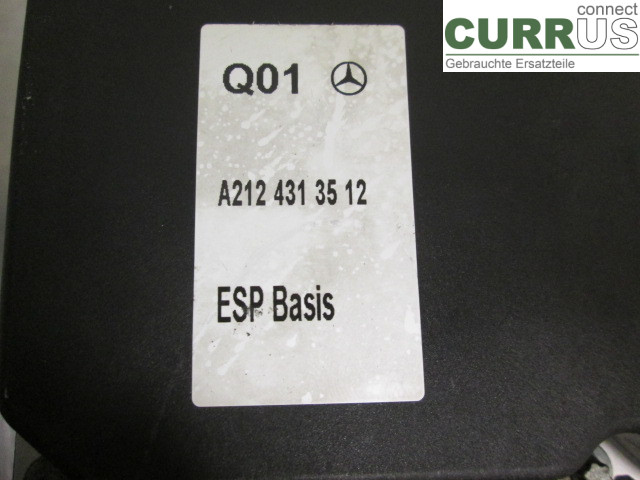 connect
CURRUS
Gebrauchte Ersatzteile
Q01
A212 431 35 12
ESP Basis